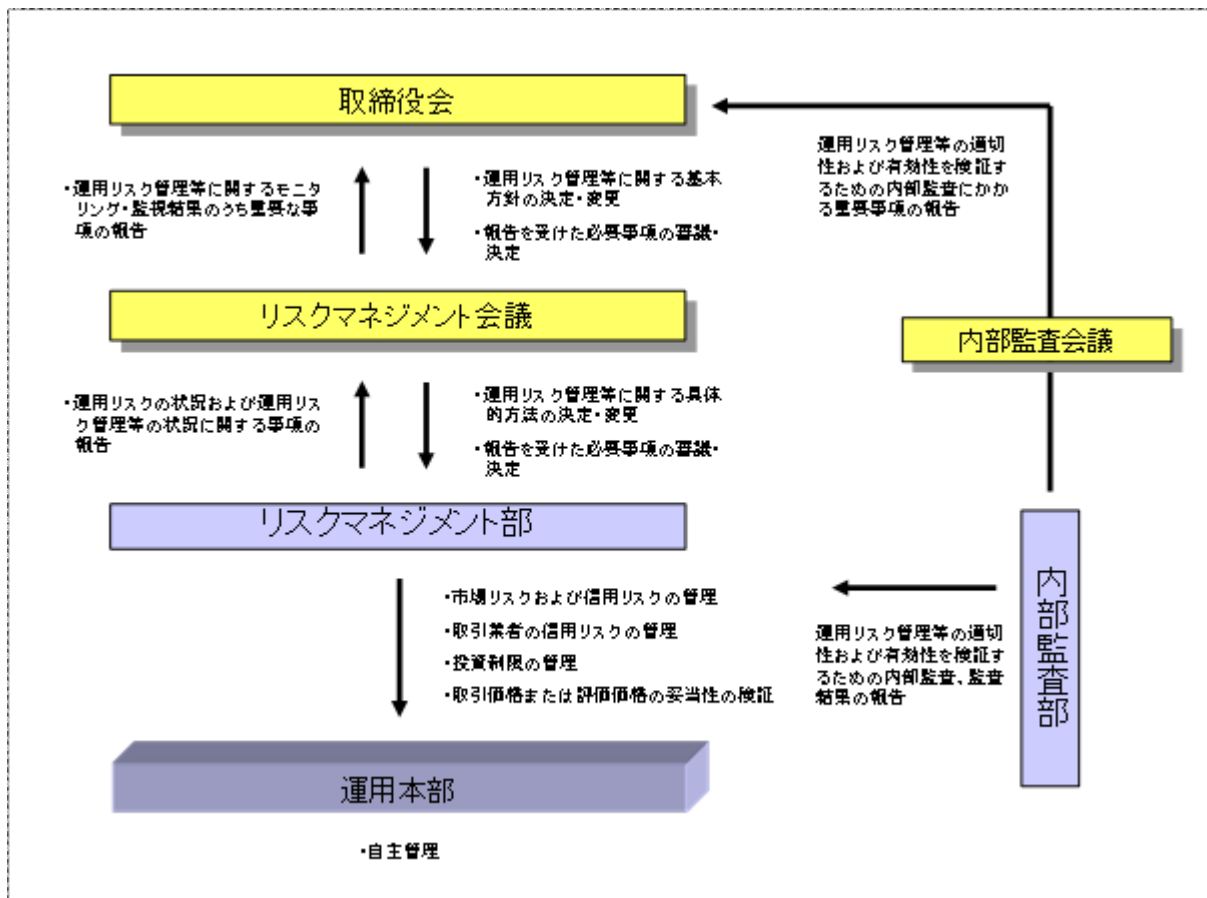 取締役会
・運用リスク管理等に関するモニ
タリング・監視結果のうち重要な事
項の報告
・運用リスク管理等に関する基本
方針の決定・変更
・報告を受けた必要事項の審議・
決定
運用リスク管理等の適切
性および有効性を検証す
るための内部監査にかか
る重要事項の報告
リスクマネジメント会議
内部監査会議
・運用リスクの状況および運用リス
ク管理等の状況に関する事項の
報告
・運用リスク管理等に関する具体
的方法の決定・変更
・報告を受けた必要事項の審議・
決定
リスクマネジメント部
・市場リスクおよび信用リスクの管理
・取引業者の信用リスクの管理
・投資制限の管理
・取引価格または評価価格の妥当性の検証
運用リスク管理等の適切
性および有効性を検証す
るための内部監査、監査
結果の報告
内部監査部
運用本部
・自主管理